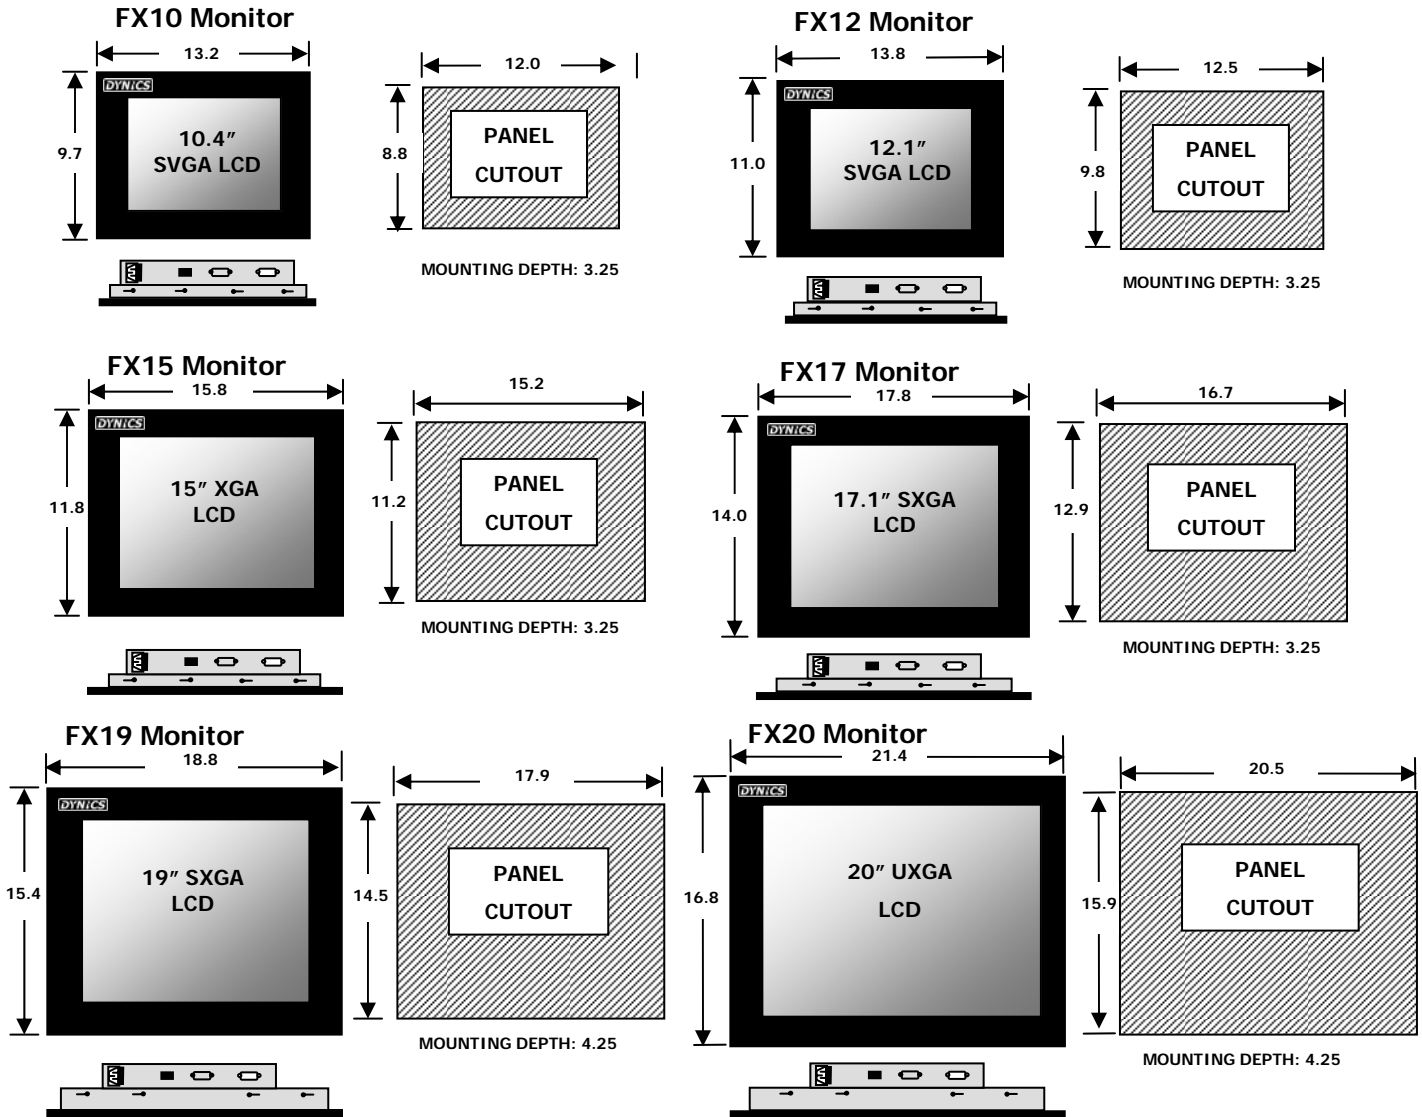 FX10 Monitor
13.2
12.0
DYNICS
10.4”
SVGA LCD
9.7
8.8
PANEL
CUTOUT
MOUNTING DEPTH: 3.25
FX12 Monitor
13.8
12.5
DYNICS
12.1”
SVGA LCD
11.0
9.8
PANEL
CUTOUT
MOUNTING DEPTH: 3.25
FX15 Monitor
15.8
15.2
DYNICS
15” XGA
LCD
11.8
11.2
PANEL
CUTOUT
MOUNTING DEPTH: 3.25
FX17 Monitor
17.8
16.7
DYNICS
17.1” SXGA
LCD
14.0
12.9
PANEL
CUTOUT
MOUNTING DEPTH: 3.25
FX19 Monitor
18.8
17.9
DYNICS
19” SXGA
LCD
15.4
14.5
PANEL
CUTOUT
MOUNTING DEPTH: 4.25
FX20 Monitor
21.4
20.5
DYNICS
20” UXGA
LCD
16.8
15.9
PANEL
CUTOUT
MOUNTING DEPTH: 4.25